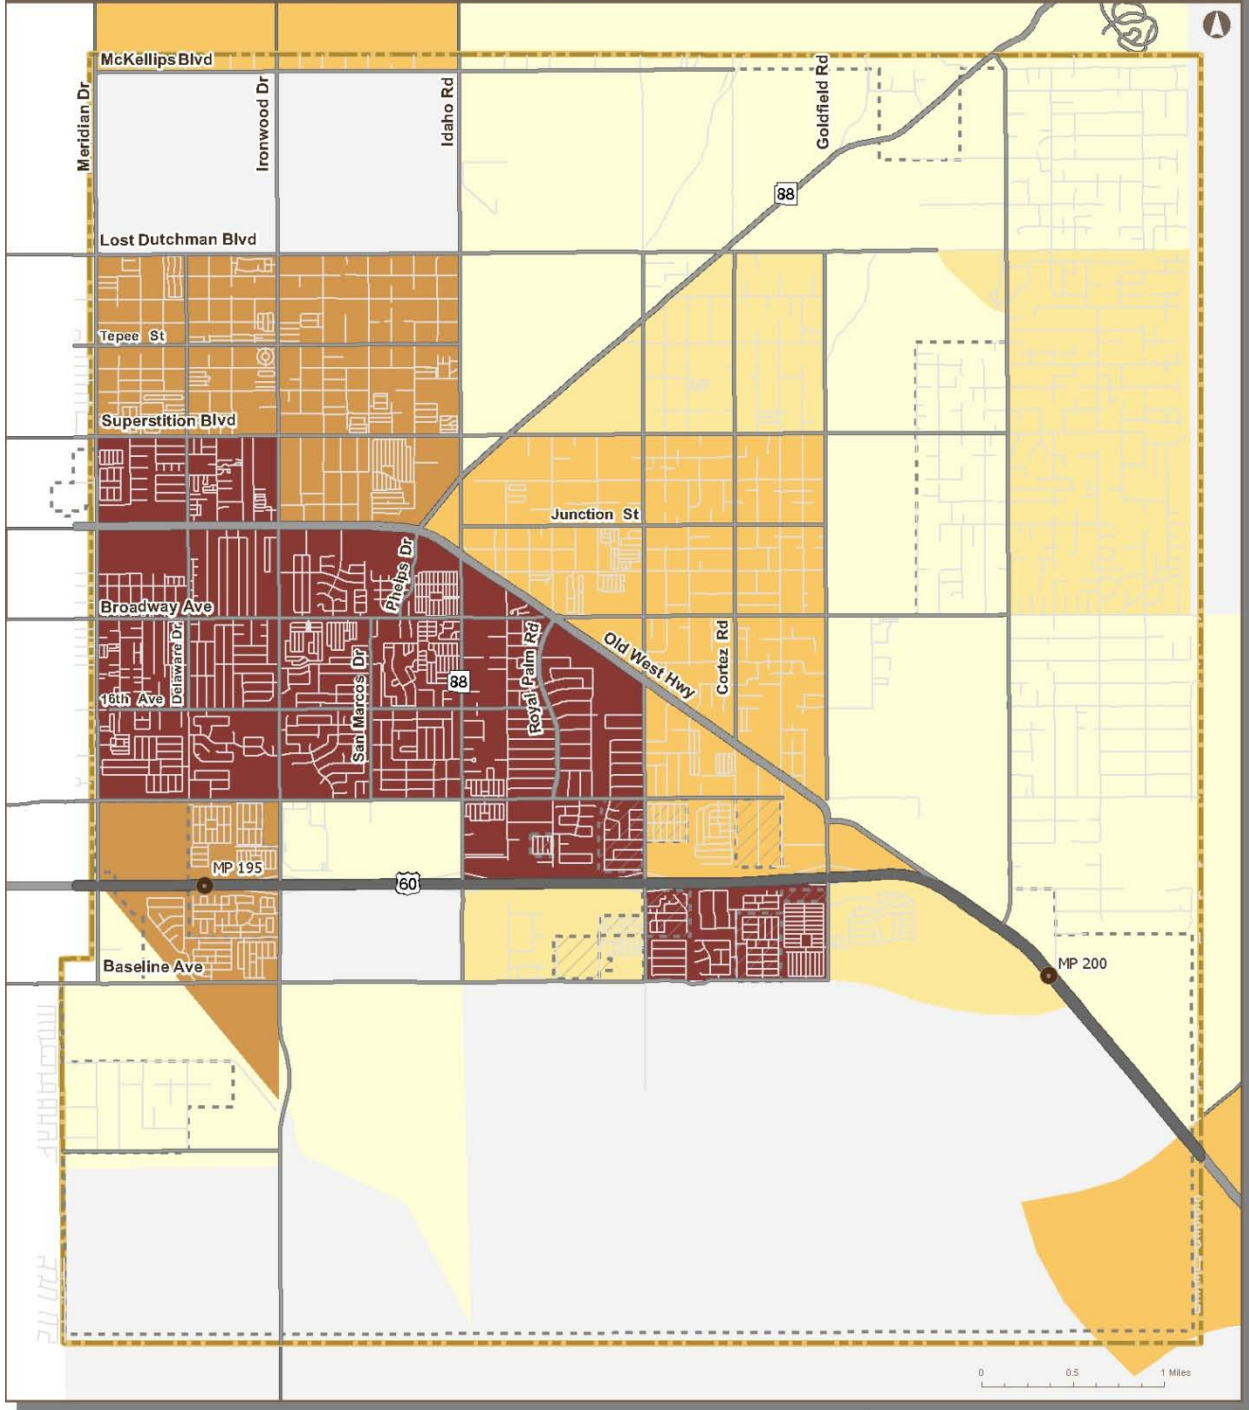 McKellips Blvd
Meridian Dr
Ironwood Dr
Idaho Rd
Goldfield Rd
88
Lost Dutchman Blvd
Tepee St
Superstition Blvd
Junction St
Phelps Dr
Broadway Ave
Delaware Dr
San Marcos Dr
88
Royal Palm Rd
Old West Hwy
Cortez Rd
16th Ave
MP 195
60
Baseline Ave
MP 200
0 0.5 1 Miles